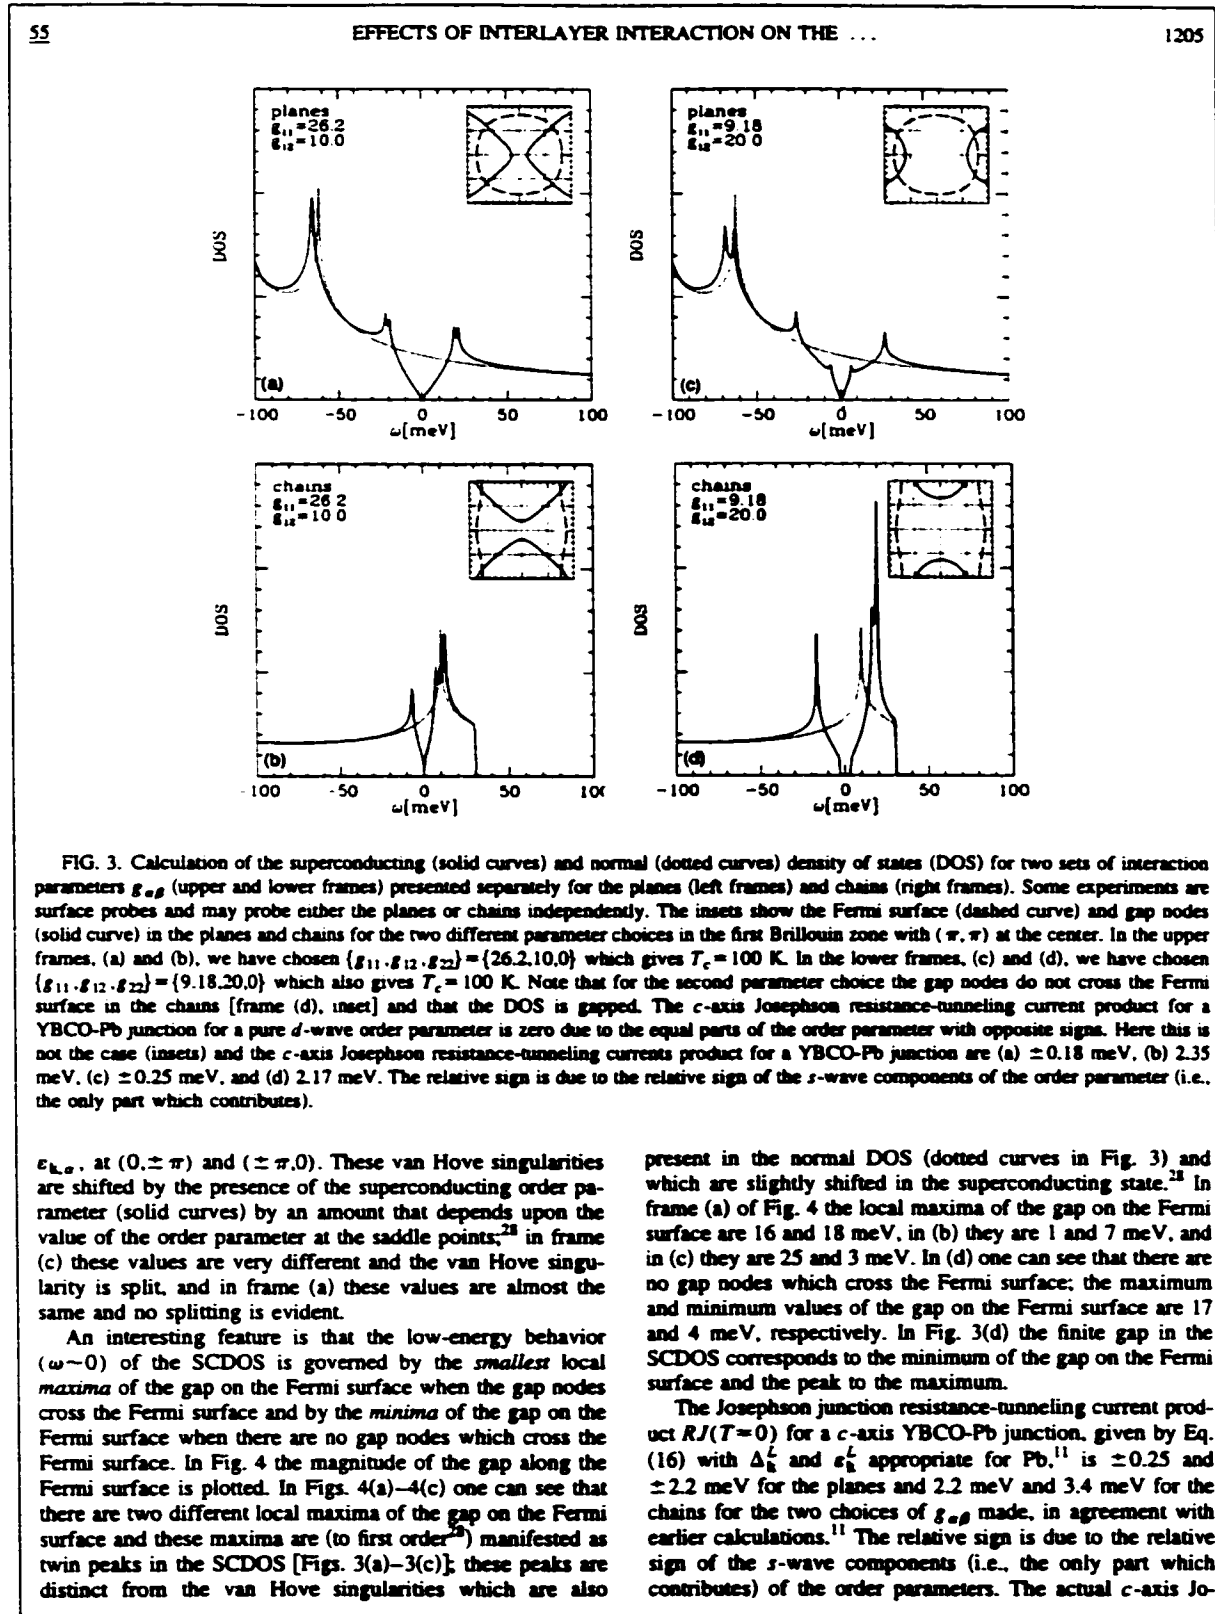 55
EFFECTS OF INTERLAYER INTERACTION ON THE ...
1205
planes
g₁₁=26.2
g₁₂=10.0
DOS
(a)
-100 -50 0 50 100
ω[meV]
planes
g₁₁=9.18
g₁₂=20.0
DOS
(c)
-100 -50 0 50 100
ω[meV]
chains
g₁₁=26.2
g₁₂=10.0
DOS
(b)
-100 -50 0 50 10
ω[meV]
chains
g₁₁=9.18
g₁₂=20.0
DOS
(d)
-100 -50 0 50 100
ω[meV]
FIG. 3. Calculation of the superconducting (solid curves) and normal (dotted curves) density of states (DOS) for two sets of interaction
parameters g_αβ (upper and lower frames) presented separately for the planes (left frames) and chains (right frames). Some experiments are
surface probes and may probe either the planes or chains independently. The insets show the Fermi surface (dashed curve) and gap nodes
(solid curve) in the planes and chains for the two different parameter choices in the first Brillouin zone with (π,π) at the center. In the upper
frames, (a) and (b), we have chosen {g₁₁,g₁₂,g₂₂}={26.2,10,0} which gives T_c=100 K. In the lower frames, (c) and (d), we have chosen
{g₁₁,g₁₂,g₂₂}={9.18,20,0} which also gives T_c=100 K. Note that for the second parameter choice the gap nodes do not cross the Fermi
surface in the chains [frame (d), inset] and that the DOS is gapped. The c-axis Josephson resistance-tunneling current product for a
YBCO-Pb junction for a pure d-wave order parameter is zero due to the equal parts of the order parameter with opposite signs. Here this is
not the case (insets) and the c-axis Josephson resistance-tunneling currents product for a YBCO-Pb junction are (a) ±0.18 meV, (b) 2.35
meV, (c) ±0.25 meV, and (d) 2.17 meV. The relative sign is due to the relative sign of the s-wave components of the order parameter (i.e.,
the only part which contributes).
ε_k,α, at (0,±π) and (±π,0). These van Hove singularities
are shifted by the presence of the superconducting order pa-
rameter (solid curves) by an amount that depends upon the
value of the order parameter at the saddle points;²⁸ in frame
(c) these values are very different and the van Hove singu-
larity is split, and in frame (a) these values are almost the
same and no splitting is evident.
An interesting feature is that the low-energy behavior
(ω~0) of the SCDOS is governed by the smallest local
maxima of the gap on the Fermi surface when the gap nodes
cross the Fermi surface and by the minima of the gap on the
Fermi surface when there are no gap nodes which cross the
Fermi surface. In Fig. 4 the magnitude of the gap along the
Fermi surface is plotted. In Figs. 4(a)–4(c) one can see that
there are two different local maxima of the gap on the Fermi
surface and these maxima are (to first order²⁸) manifested as
twin peaks in the SCDOS [Figs. 3(a)–3(c)]; these peaks are
distinct from the van Hove singularities which are also
present in the normal DOS (dotted curves in Fig. 3) and
which are slightly shifted in the superconducting state.²⁸ In
frame (a) of Fig. 4 the local maxima of the gap on the Fermi
surface are 16 and 18 meV, in (b) they are 1 and 7 meV, and
in (c) they are 25 and 3 meV. In (d) one can see that there are
no gap nodes which cross the Fermi surface; the maximum
and minimum values of the gap on the Fermi surface are 17
and 4 meV, respectively. In Fig. 3(d) the finite gap in the
SCDOS corresponds to the minimum of the gap on the Fermi
surface and the peak to the maximum.
The Josephson junction resistance-tunneling current prod-
uct RJ(T=0) for a c-axis YBCO-Pb junction, given by Eq.
(16) with Δ_k^L and ε_k^L appropriate for Pb,¹¹ is ±0.25 and
±2.2 meV for the planes and 2.2 meV and 3.4 meV for the
chains for the two choices of g_αβ made, in agreement with
earlier calculations.¹¹ The relative sign is due to the relative
sign of the s-wave components (i.e., the only part which
contributes) of the order parameters. The actual c-axis Jo-